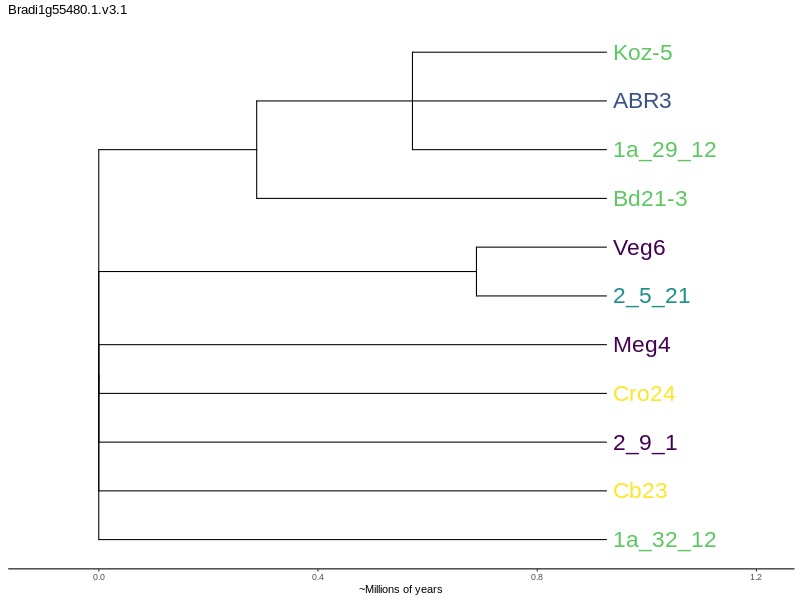 Bradi1g55480.1.v3.1
Koz-5
ABR3
1a_29_12
Bd21-3
Veg6
2_5_21
Meg4
Cro24
2_9_1
Cb23
1a_32_12
0.0 0.4 0.8 1.2
~Millions of years